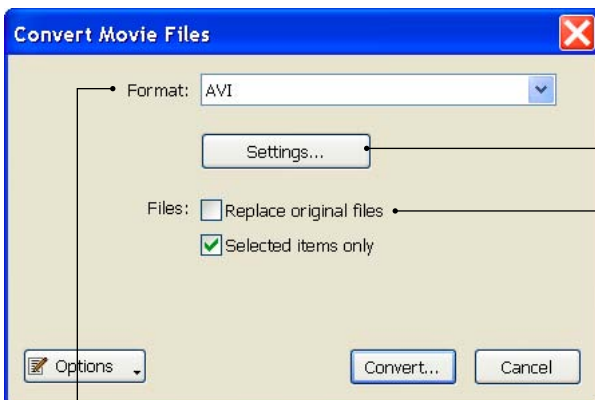 Convert Movie Files
Format: AVI
Settings...
Files: Replace original files
Selected items only
Options Convert... Cancel